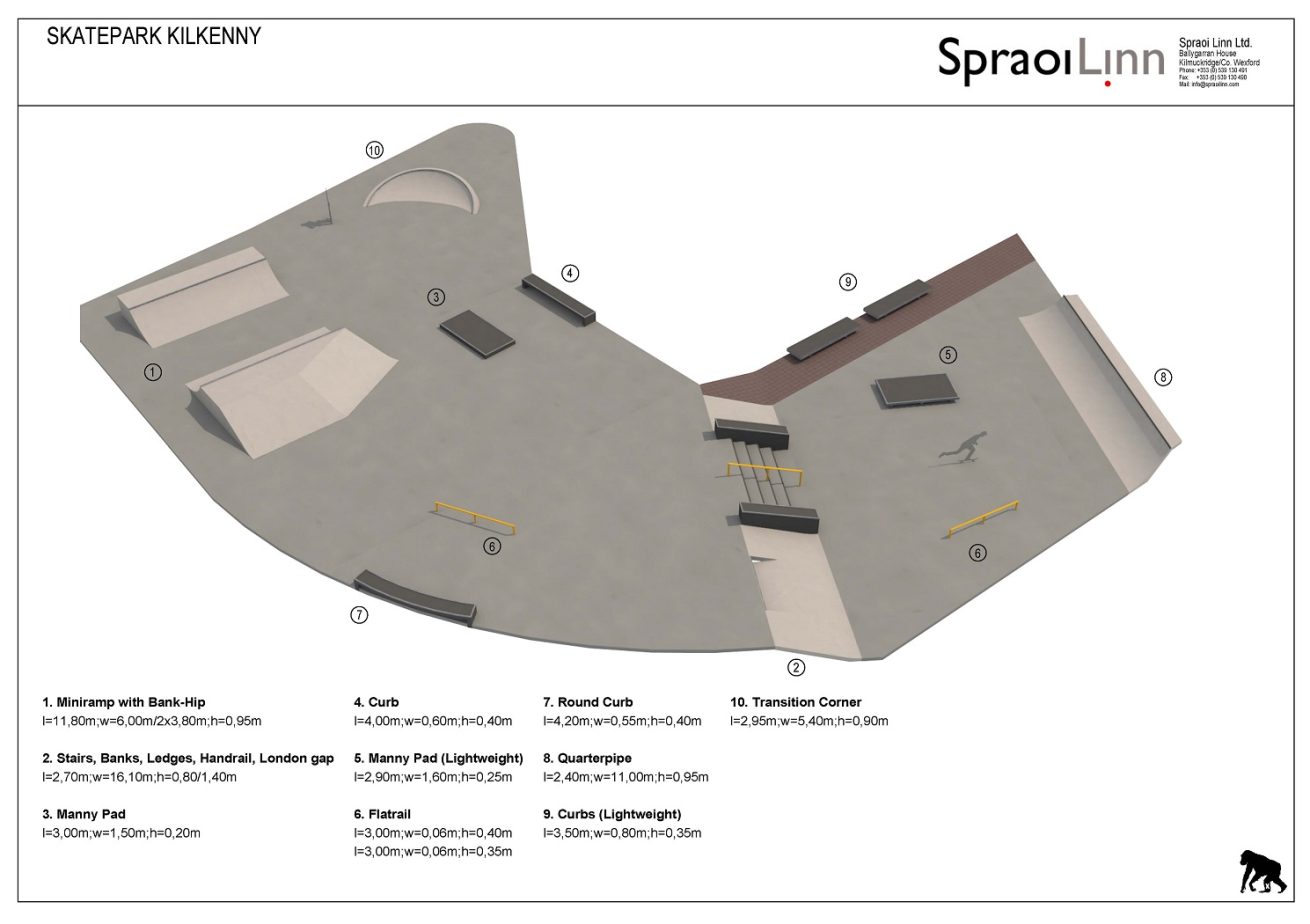 SKATEPARK KILKENNY
SpraoiLinn
Spraoi Linn Ltd.
Ballygarran House
Kilmuckridge/Co. Wexford
Phone: +353 (0) 539 130 491
Fax: +353 (0) 539 130 490
Mail: info@spraoilinn.com
10
4
3
9
5
1
8
6
6
7
2
1. Miniramp with Bank-Hip
l=11,80m;w=6,00m/2x3,80m;h=0,95m
2. Stairs, Banks, Ledges, Handrail, London gap
l=2,70m;w=16,10m;h=0,80/1,40m
3. Manny Pad
l=3,00m;w=1,50m;h=0,20m
4. Curb
l=4,00m;w=0,60m;h=0,40m
5. Manny Pad (Lightweight)
l=2,90m;w=1,60m;h=0,25m
6. Flatrail
l=3,00m;w=0,06m;h=0,40m
l=3,00m;w=0,06m;h=0,35m
7. Round Curb
l=4,20m;w=0,55m;h=0,40m
8. Quarterpipe
l=2,40m;w=11,00m;h=0,95m
9. Curbs (Lightweight)
l=3,50m;w=0,80m;h=0,35m
10. Transition Corner
l=2,95m;w=5,40m;h=0,90m